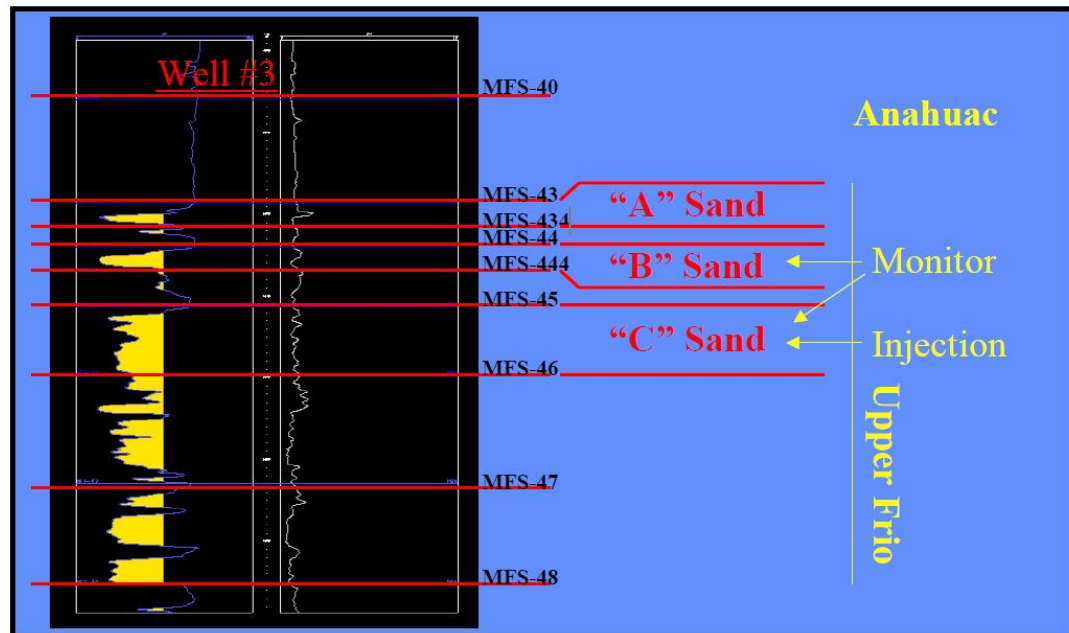 Well #3
MFS-40
Anahuac
MFS-43
“A” Sand
MFS-434
MFS-44
MFS-444
“B” Sand
Monitor
MFS-45
“C” Sand
Injection
MFS-46
Upper Frio
MFS-47
MFS-48